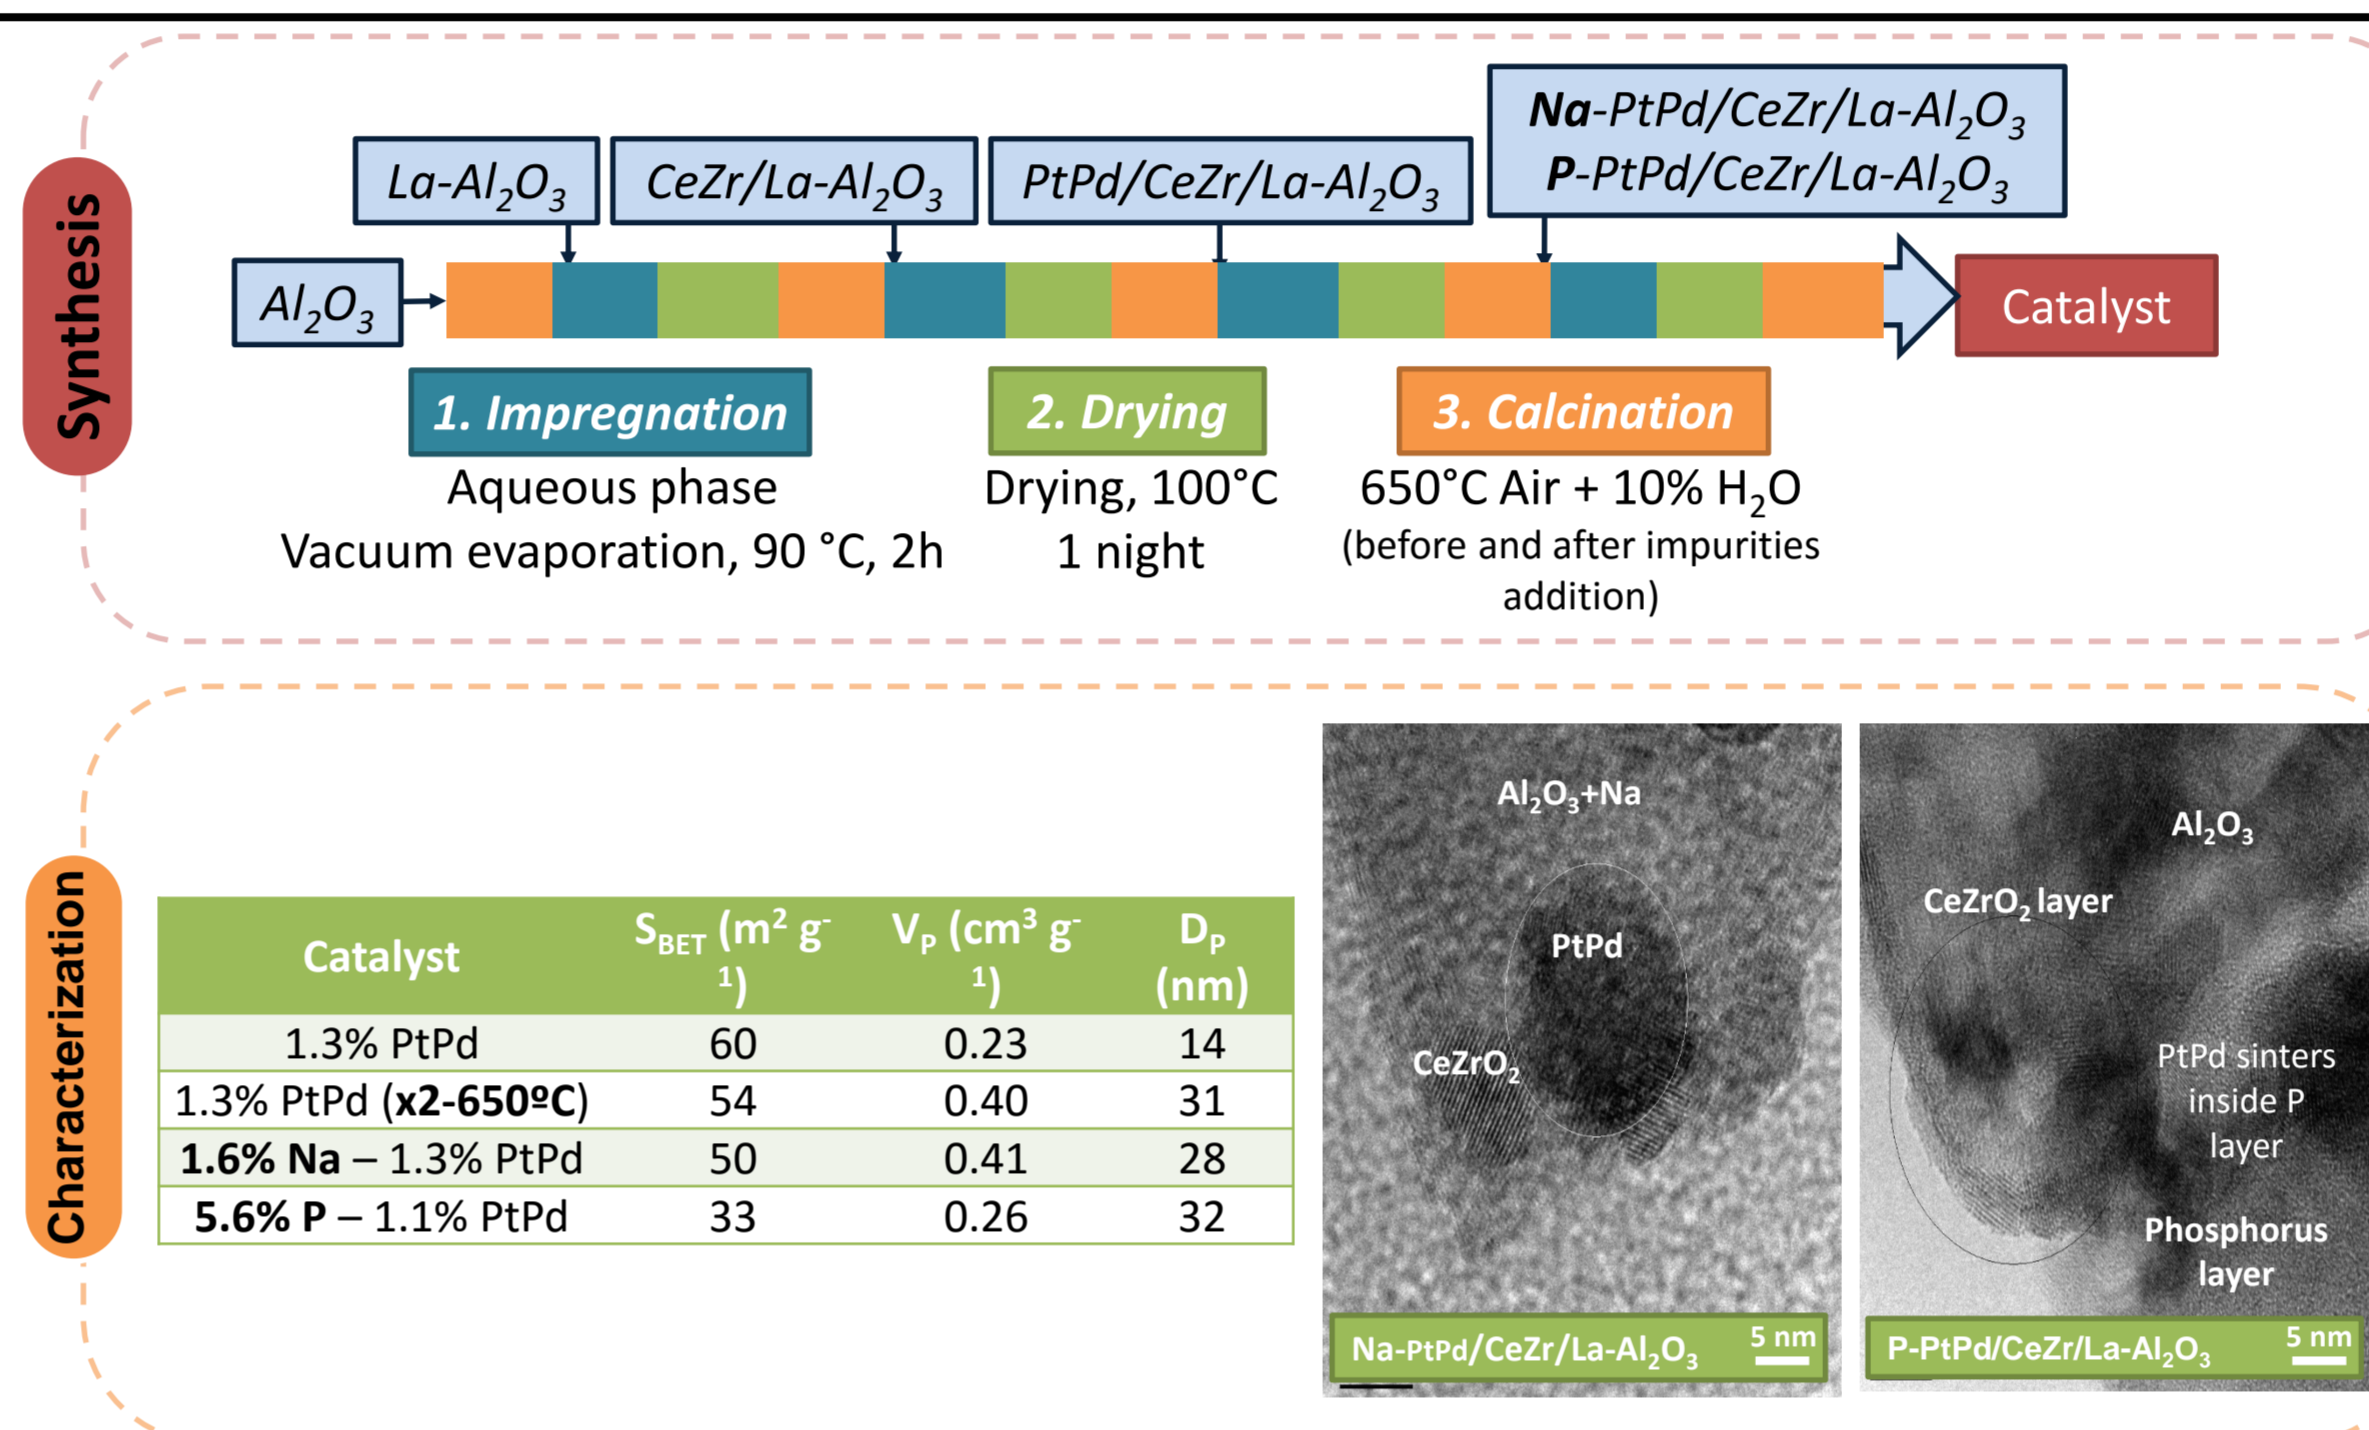 Synthesis
Na-PtPd/CeZr/La-Al₂O₃
P-PtPd/CeZr/La-Al₂O₃
La-Al₂O₃
CeZr/La-Al₂O₃
PtPd/CeZr/La-Al₂O₃
Al₂O₃
Catalyst
1. Impregnation
Aqueous phase
Vacuum evaporation, 90 °C, 2h
2. Drying
Drying, 100°C
1 night
3. Calcination
650°C Air + 10% H₂O
(before and after impurities
addition)
Characterization
Catalyst S_BET (m² g⁻¹) V_P (cm³ g⁻¹) D_P (nm)
1.3% PtPd 60 0.23 14
1.3% PtPd (x2-650ºC) 54 0.40 31
1.6% Na – 1.3% PtPd 50 0.41 28
5.6% P – 1.1% PtPd 33 0.26 32
Al₂O₃+Na
PtPd
CeZrO₂
Na-PtPd/CeZr/La-Al₂O₃ 5 nm
Al₂O₃
CeZrO₂ layer
PtPd sinters
inside P
layer
Phosphorus
layer
P-PtPd/CeZr/La-Al₂O₃ 5 nm